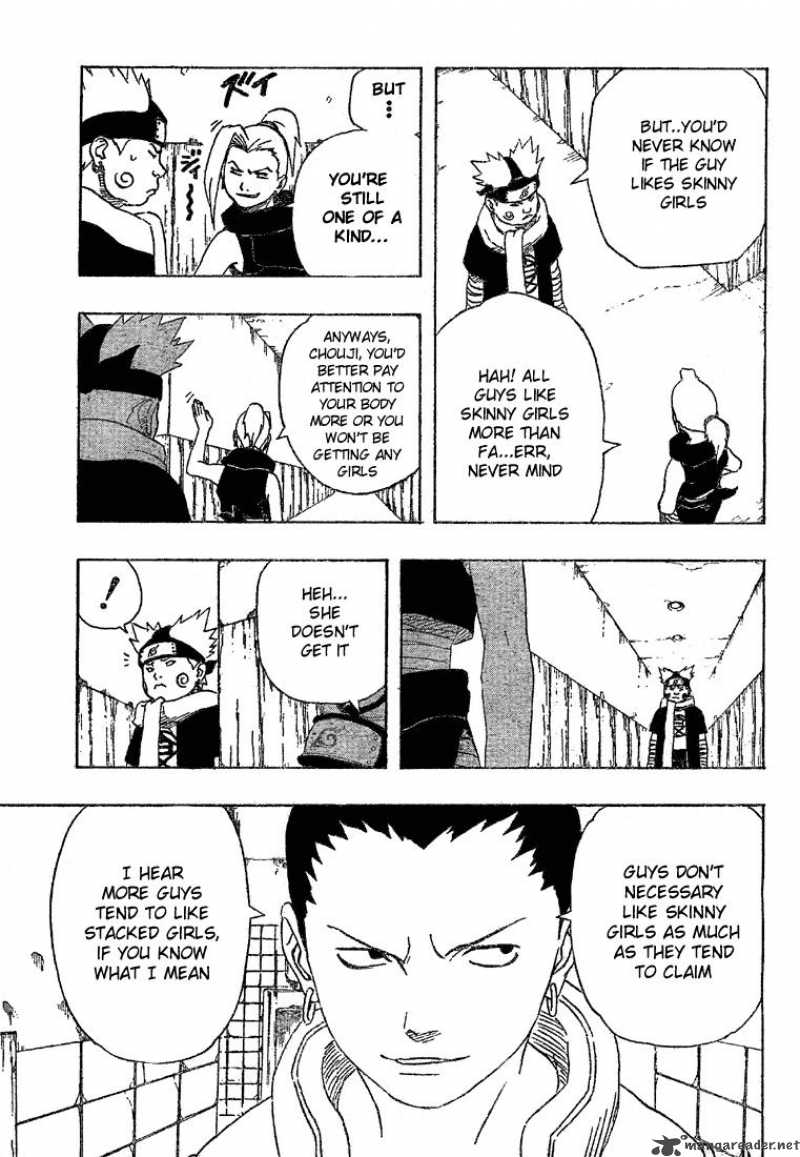 BUT..YOU'D
NEVER KNOW
IF THE GUY
LIKES SKINNY
GIRLS
HAH! ALL
GUYS LIKE
SKINNY GIRLS
MORE THAN
FA...ERR,
NEVER MIND
BUT
...
YOU'RE
STILL
ONE OF A
KIND...
ズイ
ANYWAYS,
CHOUJI, YOU'D
BETTER PAY
ATTENTION TO
YOUR BODY
MORE OR YOU
WON'T BE
GETTING ANY
GIRLS
HEH...
SHE
DOESN'T
GET IT
!
GUYS DON'T
NECESSARY
LIKE SKINNY
GIRLS AS MUCH
AS THEY TEND
TO CLAIM
I HEAR
MORE GUYS
TEND TO LIKE
STACKED GIRLS,
IF YOU KNOW
WHAT I MEAN
mangareader.net